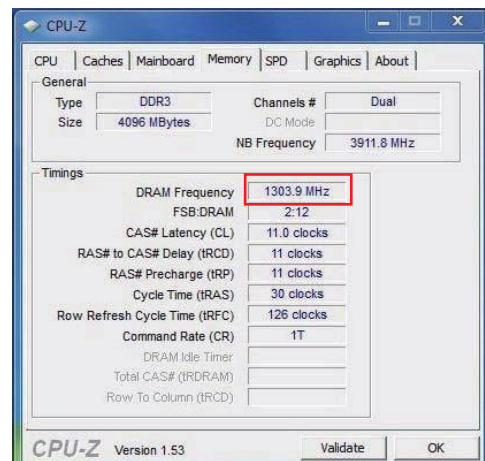 CPU-Z
CPU Caches Mainboard Memory SPD Graphics About
General
Type DDR3 Channels # Dual
Size 4096 MBytes DC Mode
NB Frequency 3911.8 MHz
Timings
DRAM Frequency 1303.9 MHz
FSB:DRAM 2:12
CAS# Latency (CL) 11.0 clocks
RAS# to CAS# Delay (tRCD) 11 clocks
RAS# Precharge (tRP) 11 clocks
Cycle Time (tRAS) 30 clocks
Row Refresh Cycle Time (tRFC) 126 clocks
Command Rate (CR) 1T
DRAM Idle Timer
Total CAS# (tRDRAM)
Row To Column (tRCD)
CPU-Z Version 1.53 Validate OK